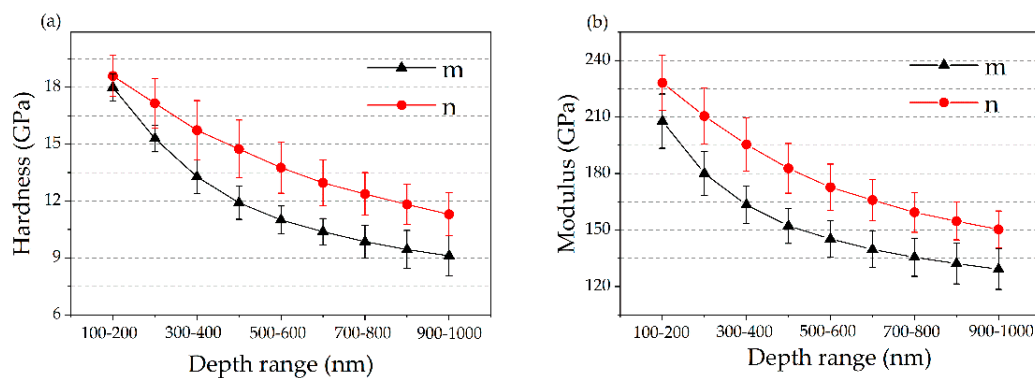 (a)
Hardness (GPa)
18
15
12
9
6
m
n
100-200
300-400
500-600
700-800
900-1000
Depth range (nm)
(b)
Modulus (GPa)
240
210
180
150
120
m
n
100-200
300-400
500-600
700-800
900-1000
Depth range (nm)